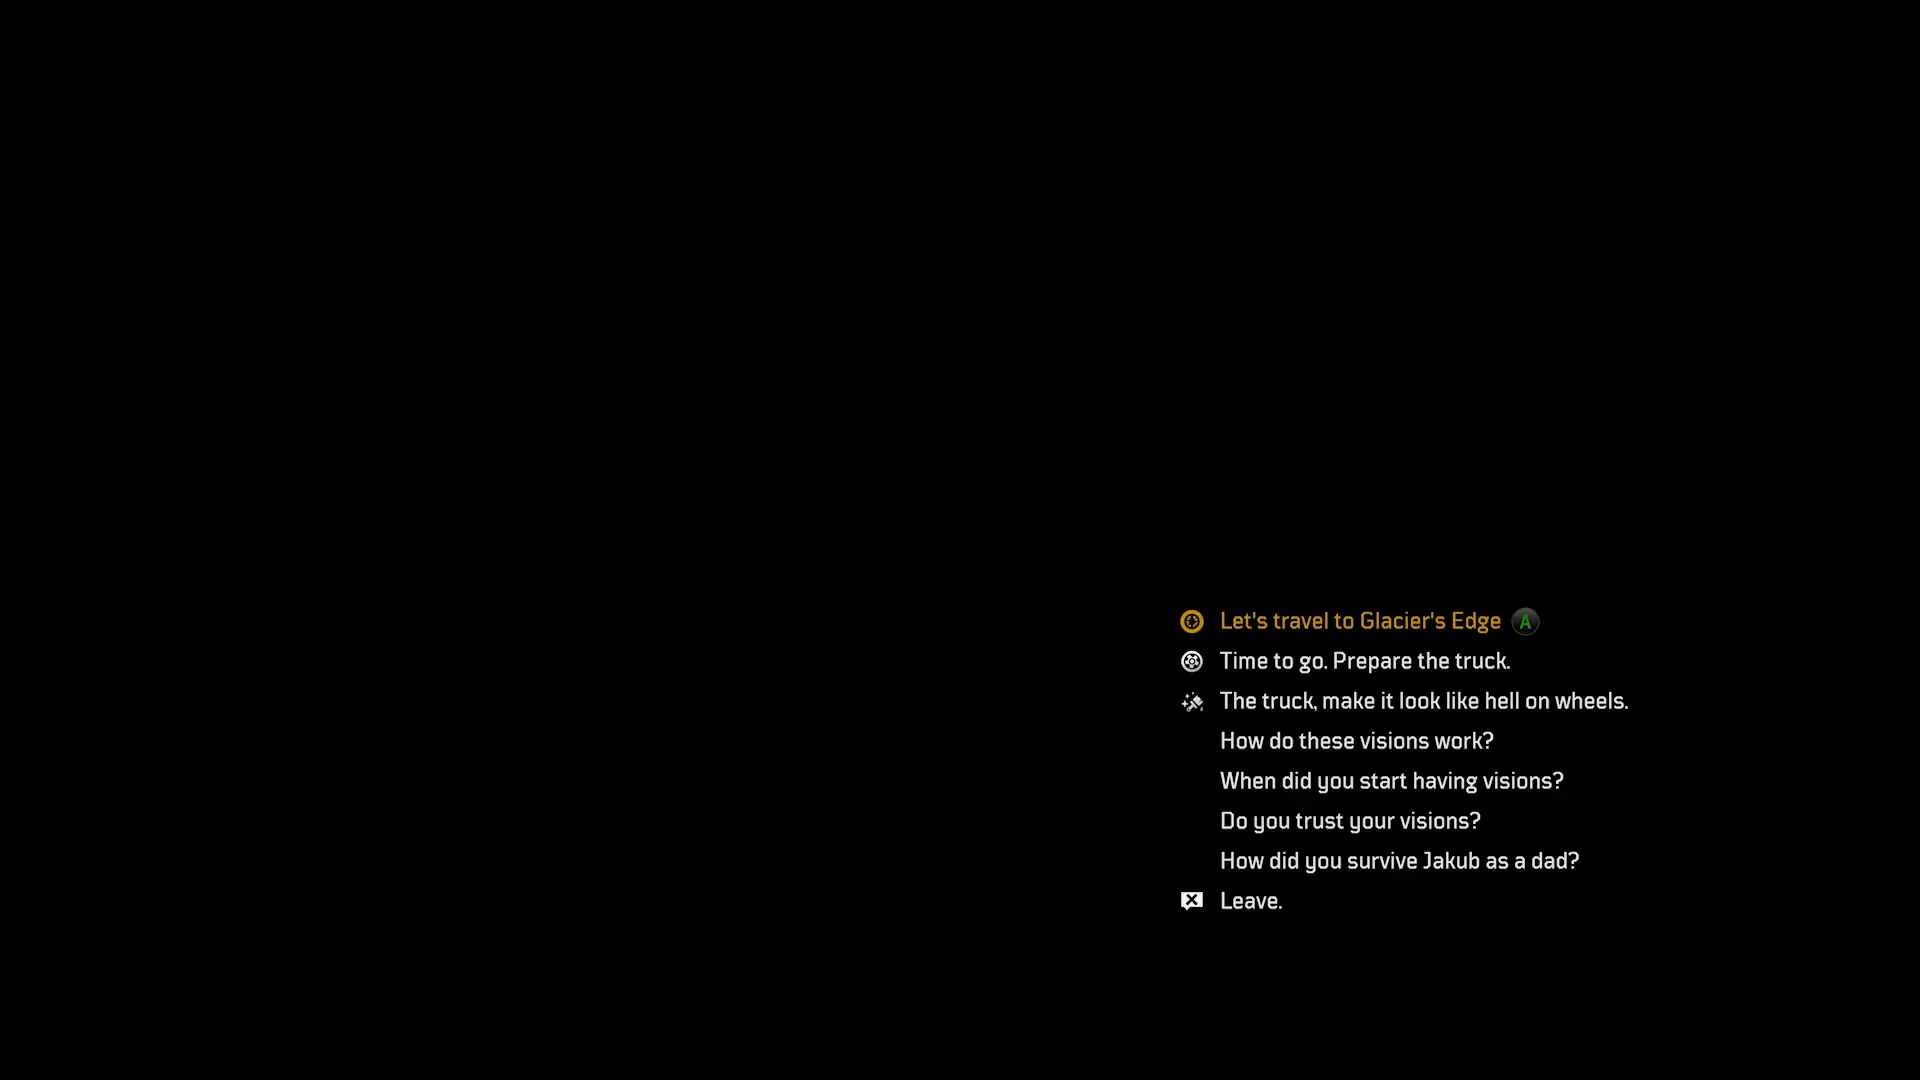 Let's travel to Glacier's Edge A
Time to go. Prepare the truck.
The truck, make it look like hell on wheels.
How do these visions work?
When did you start having visions?
Do you trust your visions?
How did you survive Jakub as a dad?
Leave.